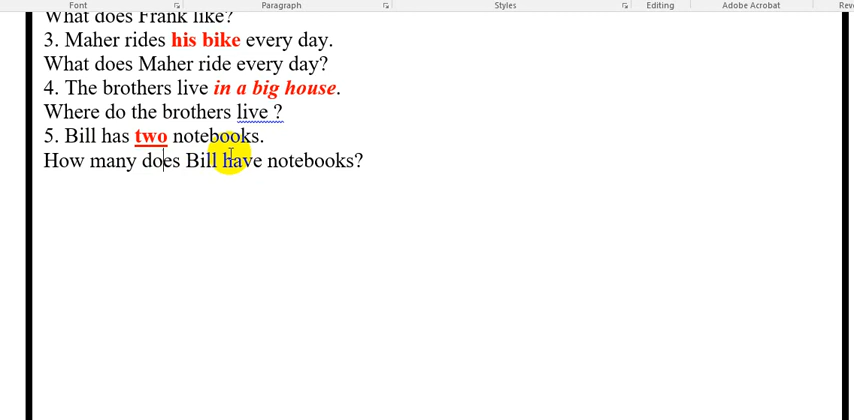 Font Paragraph Styles Editing Adobe Acrobat
What does Frank like?
3. Maher rides his bike every day.
What does Maher ride every day?
4. The brothers live in a big house.
Where do the brothers live ?
5. Bill has two notebooks.
How many does Bill have notebooks?